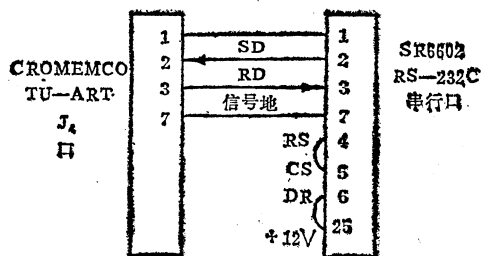 CROMEMCO
TU—ART
J₄
口
1
2
3
7
SD
RD
信号地
1
2
3
7
4
5
6
25
RS
CS
DR
+12V
SR6602
RS—232C
串行口